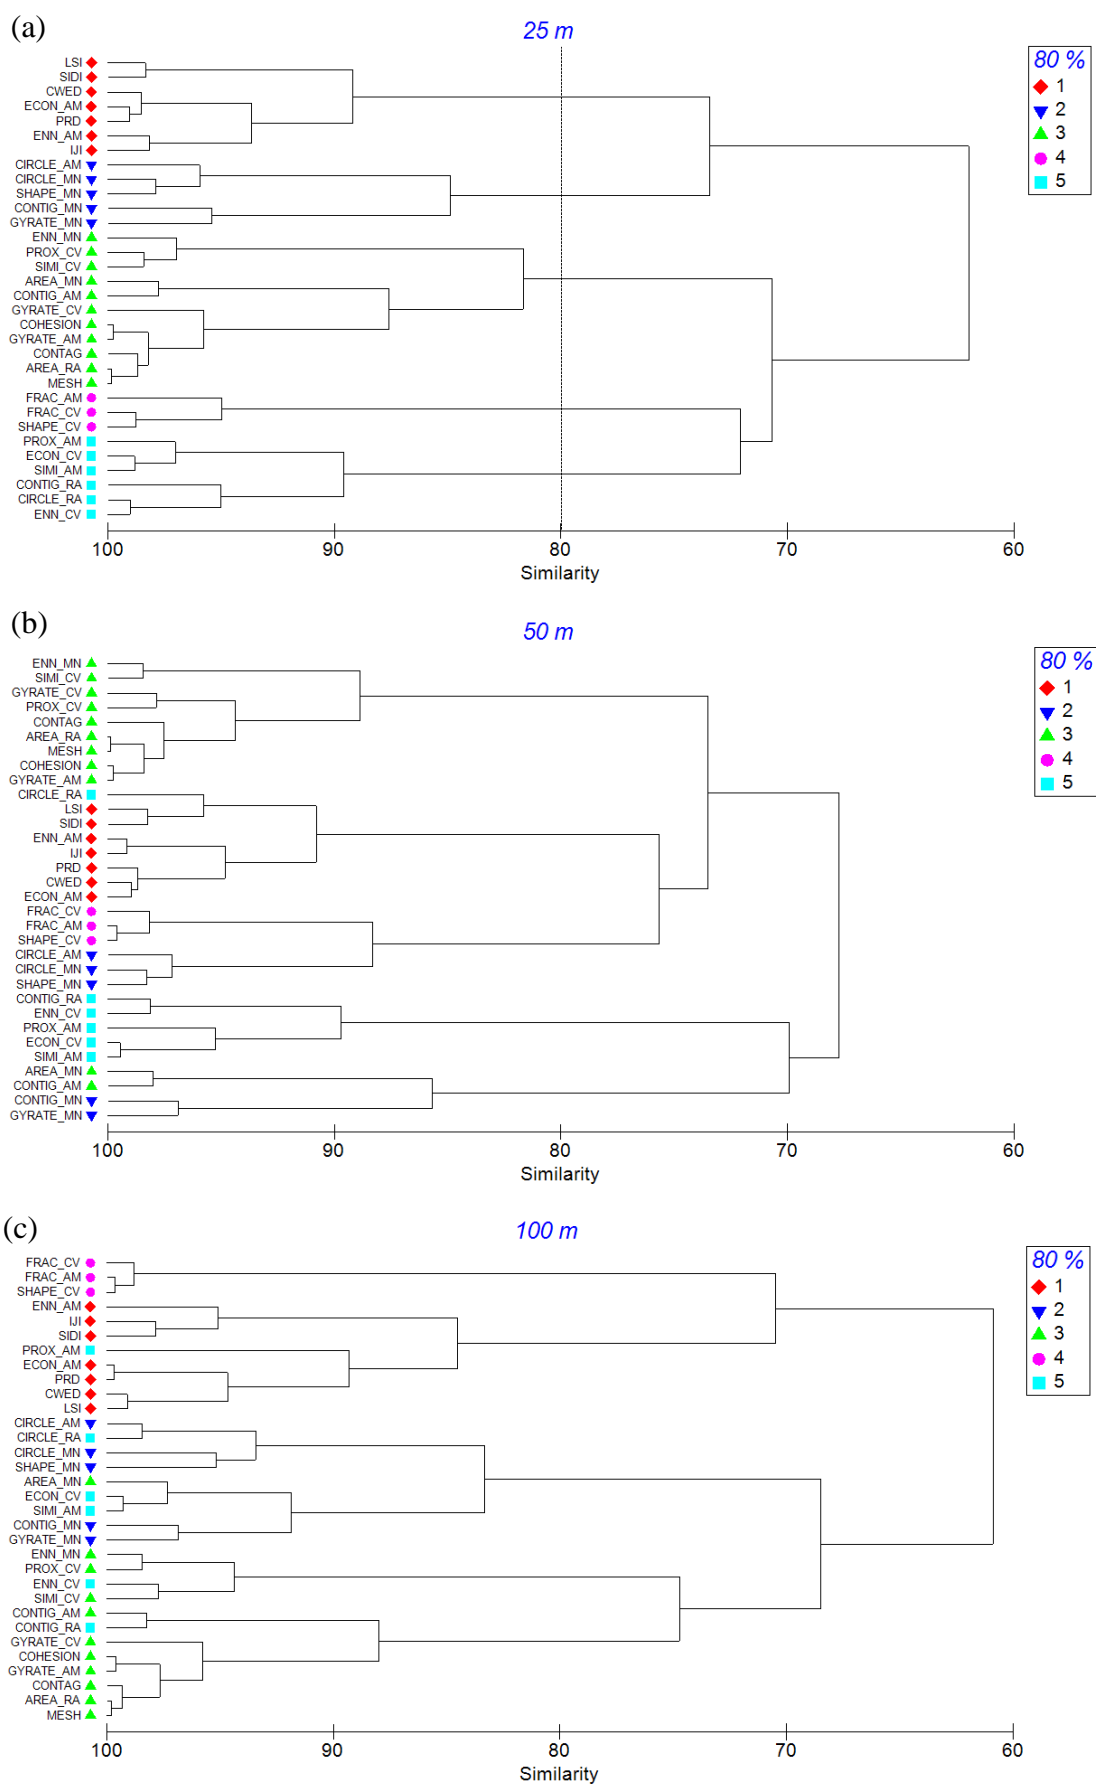 (a)
25 m
LSI
SIDI
CWED
ECON_AM
PRD
ENN_AM
IJI
CIRCLE_AM
CIRCLE_MN
SHAPE_MN
CONTIG_MN
GYRATE_MN
ENN_MN
PROX_CV
SIMI_CV
AREA_MN
CONTIG_AM
GYRATE_CV
COHESION
GYRATE_AM
CONTAG
AREA_RA
MESH
FRAC_AM
FRAC_CV
SHAPE_CV
PROX_AM
ECON_CV
SIMI_AM
CONTIG_RA
CIRCLE_RA
ENN_CV
80 %
1
2
3
4
5
100 90 80 70 60
Similarity
(b)
50 m
ENN_MN
SIMI_CV
GYRATE_CV
PROX_CV
CONTAG
AREA_RA
MESH
COHESION
GYRATE_AM
CIRCLE_RA
LSI
SIDI
ENN_AM
IJI
PRD
CWED
ECON_AM
FRAC_CV
FRAC_AM
SHAPE_CV
CIRCLE_AM
CIRCLE_MN
SHAPE_MN
CONTIG_RA
ENN_CV
PROX_AM
ECON_CV
SIMI_AM
AREA_MN
CONTIG_AM
CONTIG_MN
GYRATE_MN
80 %
1
2
3
4
5
100 90 80 70 60
Similarity
(c)
100 m
FRAC_CV
FRAC_AM
SHAPE_CV
ENN_AM
IJI
SIDI
PROX_AM
ECON_AM
PRD
CWED
LSI
CIRCLE_AM
CIRCLE_RA
CIRCLE_MN
SHAPE_MN
AREA_MN
ECON_CV
SIMI_AM
CONTIG_MN
GYRATE_MN
ENN_MN
PROX_CV
ENN_CV
SIMI_CV
CONTIG_AM
CONTIG_RA
GYRATE_CV
COHESION
GYRATE_AM
CONTAG
AREA_RA
MESH
80 %
1
2
3
4
5
100 90 80 70 60
Similarity